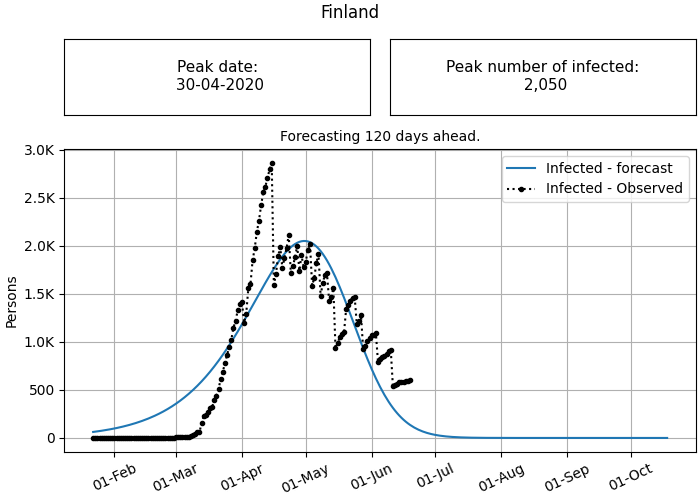 Finland
Peak date:
30-04-2020
Peak number of infected:
2,050
Forecasting 120 days ahead.
3.0K
2.5K
2.0K
1.5K
1.0K
500
0
Persons
Infected - forecast
Infected - Observed
01-Feb
01-Mar
01-Apr
01-May
01-Jun
01-Jul
01-Aug
01-Sep
01-Oct